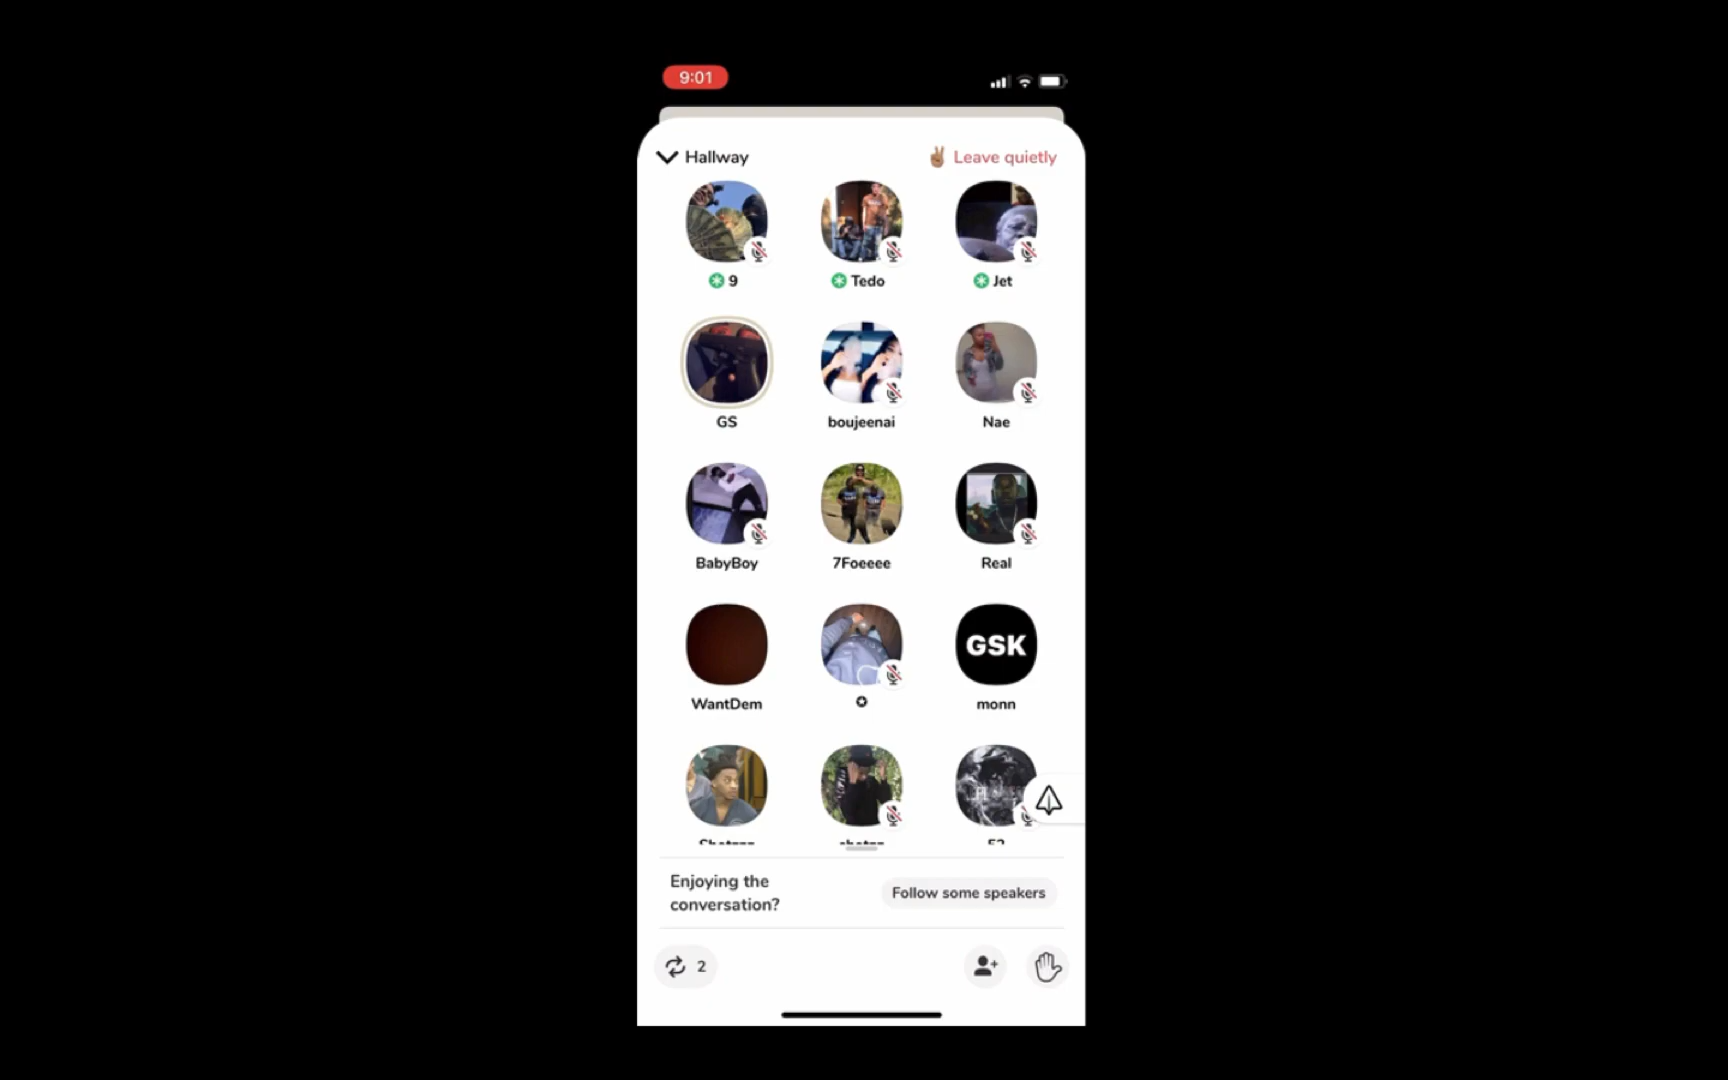 9:01
Hallway
✌🏽 Leave quietly
9
Tedo
Jet
GS
boujeenai
Nae
BabyBoy
7Foeeee
Real
GSK
WantDem
✪
monn
Enjoying the
conversation?
Follow some speakers
2